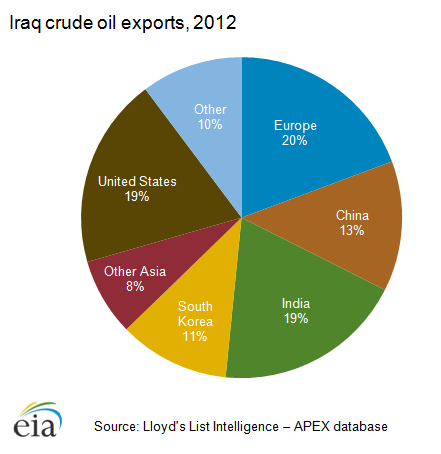 Iraq crude oil exports, 2012
Other
10%
Europe
20%
United States
19%
China
13%
Other Asia
8%
India
19%
South
Korea
11%
eia
Source: Lloyd's List Intelligence – APEX database